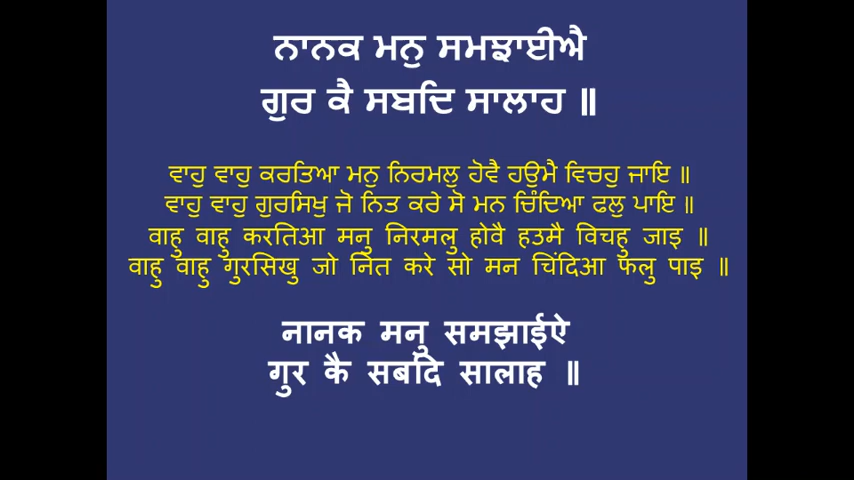 ਨਾਨਕ ਮਨੁ ਸਮਝਾਈਐ
ਗੁਰ ਕੈ ਸਬਦਿ ਸਾਲਾਹ ॥
ਵਾਹੁ ਵਾਹੁ ਕਰਤਿਆ ਮਨੁ ਨਿਰਮਲੁ ਹੋਵੈ ਹਉਮੈ ਵਿਚਹੁ ਜਾਇ ॥
ਵਾਹੁ ਵਾਹੁ ਗੁਰਸਿਖੁ ਜੋ ਨਿਤ ਕਰੇ ਸੋ ਮਨ ਚਿੰਦਿਆ ਫਲੁ ਪਾਇ ॥
वाहु वाहु करतिआ मनु निरमलु होवै हउमै विचहु जाइ ॥
वाहु वाहु गुरसिखु जो नित करे सो मन चिंदिआ फलु पाइ ॥
नानक मनु समझाईऐ
गुर कै सबदि सालाह ॥